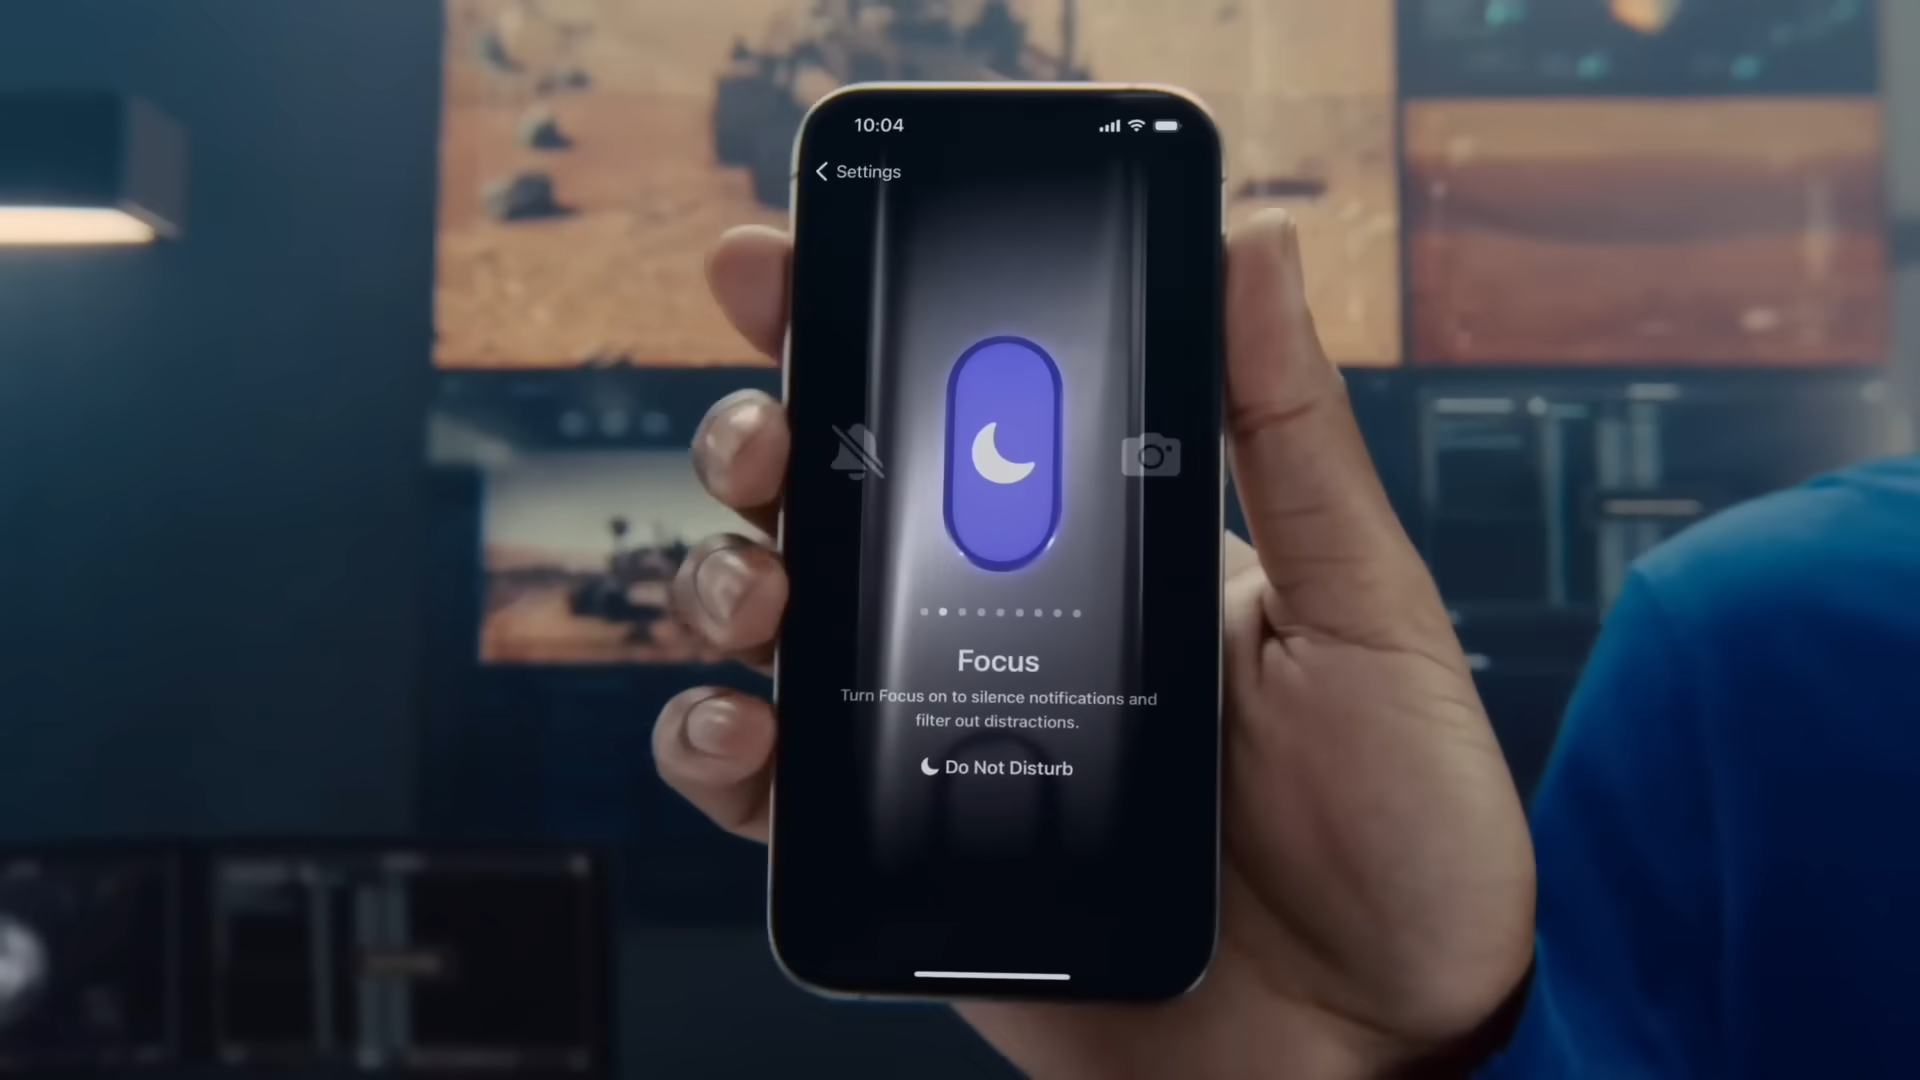 10:04
Settings
Focus
Turn Focus on to silence notifications and
filter out distractions.
Do Not Disturb